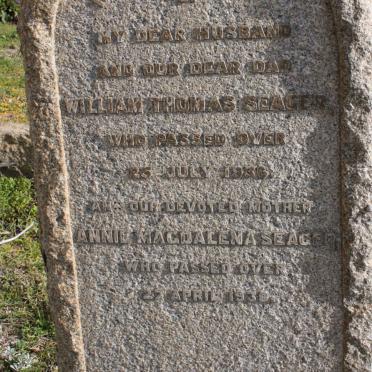 MY DEAR HUSBAND
AND OUR DEAR DAD
WILLIAM THOMAS SEAGER
WHO PASSED OVER
25 JULY
AND OUR DEVOTED MOTHER
ANNIE MAGDALENA SEAGER
WHO PASSED OVER
APRIL